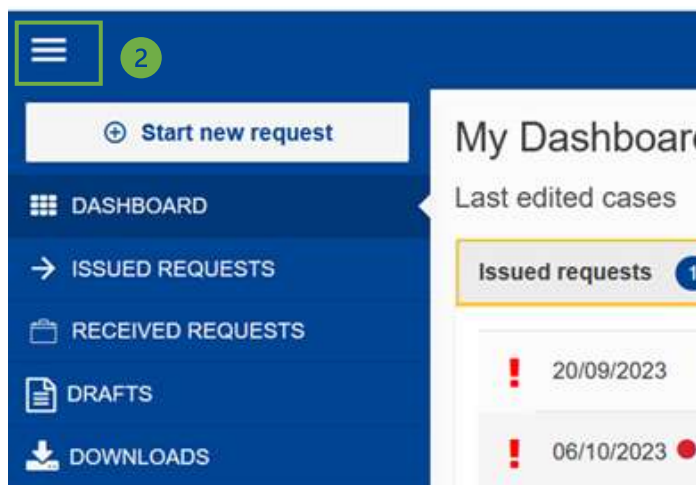 2
Start new request
DASHBOARD
ISSUED REQUESTS
RECEIVED REQUESTS
DRAFTS
DOWNLOADS
My Dashboar
Last edited cases
Issued requests 1
20/09/2023
06/10/2023